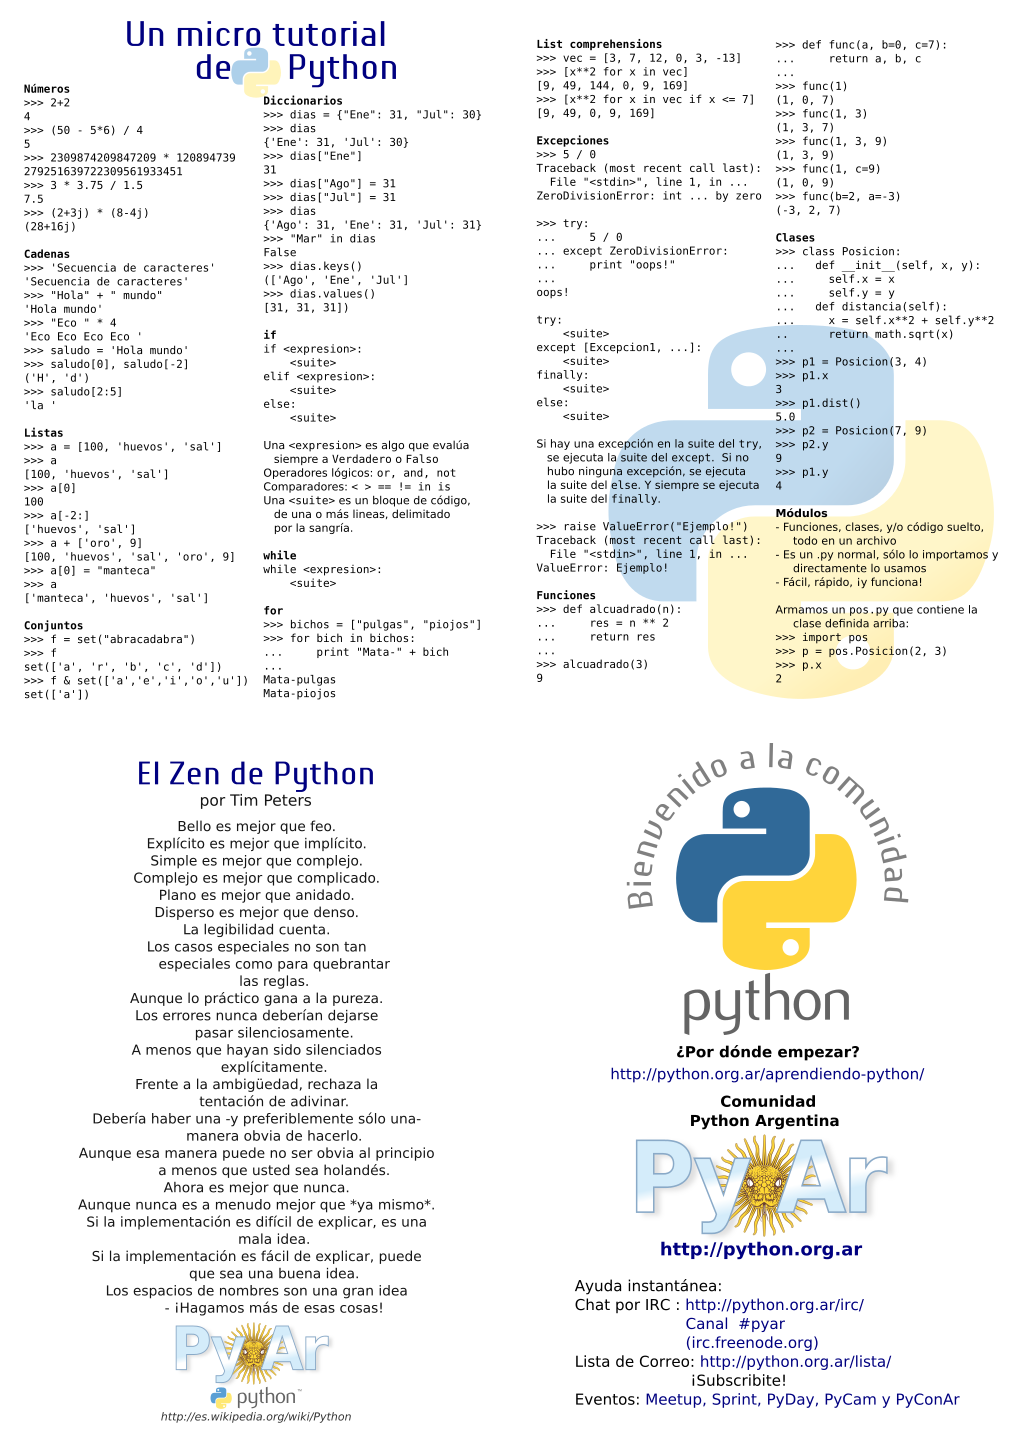 Un micro tutorial
de Python
Números
>>> 2+2
4
>>> (50 - 5*6) / 4
5
>>> 2309874209847209 * 120894739
279251639722309561933451
>>> 3 * 3.75 / 1.5
7.5
>>> (2+3j) * (8-4j)
(28+16j)
Cadenas
>>> 'Secuencia de caracteres'
'Secuencia de caracteres'
>>> "Hola" + " mundo"
'Hola mundo'
>>> "Eco " * 4
'Eco Eco Eco Eco '
>>> saludo = 'Hola mundo'
>>> saludo[0], saludo[-2]
('H', 'd')
>>> saludo[2:5]
'la '
Listas
>>> a = [100, 'huevos', 'sal']
>>> a
[100, 'huevos', 'sal']
>>> a[0]
100
>>> a[-2:]
['huevos', 'sal']
>>> a + ['oro', 9]
[100, 'huevos', 'sal', 'oro', 9]
>>> a[0] = "manteca"
>>> a
['manteca', 'huevos', 'sal']
Conjuntos
>>> f = set("abracadabra")
>>> f
set(['a', 'r', 'b', 'c', 'd'])
>>> f & set(['a','e','i','o','u'])
set(['a'])
Diccionarios
>>> dias = {"Ene": 31, "Jul": 30}
>>> dias
{'Ene': 31, 'Jul': 30}
>>> dias["Ene"]
31
>>> dias["Ago"] = 31
>>> dias["Jul"] = 31
>>> dias
{'Ago': 31, 'Ene': 31, 'Jul': 31}
>>> "Mar" in dias
False
>>> dias.keys()
(['Ago', 'Ene', 'Jul']
>>> dias.values()
[31, 31, 31])
if
if <expresion>:
    <suite>
elif <expresion>:
    <suite>
else:
    <suite>
Una <expresion> es algo que evalúa
siempre a Verdadero o Falso
Operadores lógicos: or, and, not
Comparadores: < > == != in is
Una <suite> es un bloque de código,
de una o más lineas, delimitado
por la sangría.
while
while <expresion>:
    <suite>
for
>>> bichos = ["pulgas", "piojos"]
>>> for bich in bichos:
...     print "Mata-" + bich
...
Mata-pulgas
Mata-piojos
List comprehensions
>>> vec = [3, 7, 12, 0, 3, -13]
>>> [x**2 for x in vec]
[9, 49, 144, 0, 9, 169]
>>> [x**2 for x in vec if x <= 7]
[9, 49, 0, 9, 169]
Excepciones
>>> 5 / 0
Traceback (most recent call last):
  File "<stdin>", line 1, in ...
ZeroDivisionError: int ... by zero
>>> try:
...     5 / 0
... except ZeroDivisionError:
...     print "oops!"
...
oops!
try:
    <suite>
except [Excepcion1, ...]:
    <suite>
finally:
    <suite>
else:
    <suite>
Si hay una excepción en la suite del try,
se ejecuta la suite del except. Si no
hubo ninguna excepción, se ejecuta
la suite del else. Y siempre se ejecuta
la suite del finally.
>>> raise ValueError("Ejemplo!")
Traceback (most recent call last):
  File "<stdin>", line 1, in ...
ValueError: Ejemplo!
Funciones
>>> def alcuadrado(n):
...     res = n ** 2
...     return res
...
>>> alcuadrado(3)
9
>>> def func(a, b=0, c=7):
...     return a, b, c
...
>>> func(1)
(1, 0, 7)
>>> func(1, 3)
(1, 3, 7)
>>> func(1, 3, 9)
(1, 3, 9)
>>> func(1, c=9)
(1, 0, 9)
>>> func(b=2, a=-3)
(-3, 2, 7)
Clases
>>> class Posicion:
...   def __init__(self, x, y):
...     self.x = x
...     self.y = y
...   def distancia(self):
...     x = self.x**2 + self.y**2
..      return math.sqrt(x)
...
>>> p1 = Posicion(3, 4)
>>> p1.x
3
>>> p1.dist()
5.0
>>> p2 = Posicion(7, 9)
>>> p2.y
9
>>> p1.y
4
Módulos
- Funciones, clases, y/o código suelto,
todo en un archivo
- Es un .py normal, sólo lo importamos y
directamente lo usamos
- Fácil, rápido, ¡y funciona!
Armamos un pos.py que contiene la
clase definida arriba:
>>> import pos
>>> p = pos.Posicion(2, 3)
>>> p.x
2
El Zen de Python
por Tim Peters
Bello es mejor que feo.
Explícito es mejor que implícito.
Simple es mejor que complejo.
Complejo es mejor que complicado.
Plano es mejor que anidado.
Disperso es mejor que denso.
La legibilidad cuenta.
Los casos especiales no son tan
especiales como para quebrantar
las reglas.
Aunque lo práctico gana a la pureza.
Los errores nunca deberían dejarse
pasar silenciosamente.
A menos que hayan sido silenciados
explícitamente.
Frente a la ambigüedad, rechaza la
tentación de adivinar.
Debería haber una -y preferiblemente sólo una-
manera obvia de hacerlo.
Aunque esa manera puede no ser obvia al principio
a menos que usted sea holandés.
Ahora es mejor que nunca.
Aunque nunca es a menudo mejor que *ya mismo*.
Si la implementación es difícil de explicar, es una
mala idea.
Si la implementación es fácil de explicar, puede
que sea una buena idea.
Los espacios de nombres son una gran idea
- ¡Hagamos más de esas cosas!
PyAr
python™
http://es.wikipedia.org/wiki/Python
Bienvenido a la comunidad
python
¿Por dónde empezar?
http://python.org.ar/aprendiendo-python/
Comunidad
Python Argentina
PyAr
http://python.org.ar
Ayuda instantánea:
Chat por IRC : http://python.org.ar/irc/
Canal #pyar
(irc.freenode.org)
Lista de Correo: http://python.org.ar/lista/
¡Subscribite!
Eventos: Meetup, Sprint, PyDay, PyCam y PyConAr